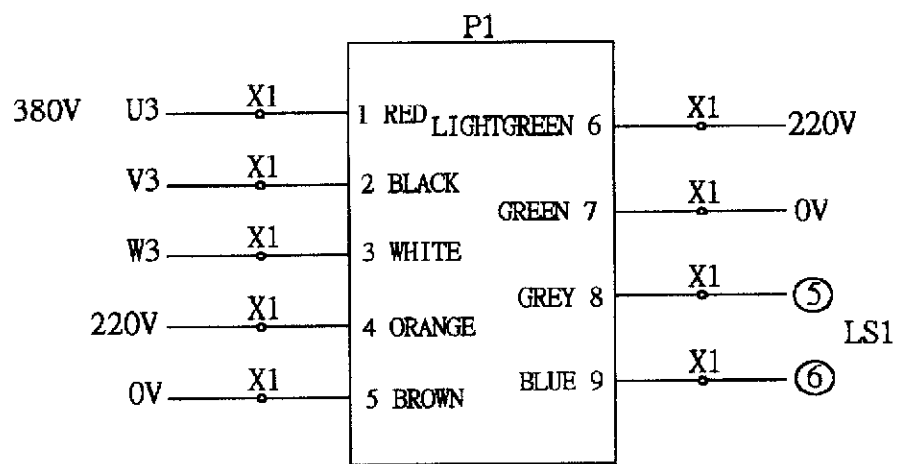 P1
380V U3 X1 1 RED
LIGHTGREEN 6 X1 220V
V3 X1 2 BLACK
GREEN 7 X1 0V
W3 X1 3 WHITE
GREY 8 X1 5
220V X1 4 ORANGE
LS1
BLUE 9 X1 6
0V X1 5 BROWN